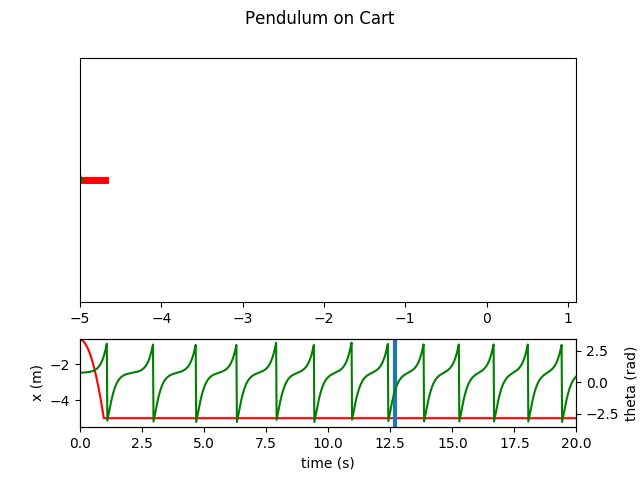 Pendulum on Cart
−5 −4 −3 −2 −1 0 1
−2
−4
x (m)
2.5
0.0
−2.5
theta (rad)
0.0 2.5 5.0 7.5 10.0 12.5 15.0 17.5 20.0
time (s)